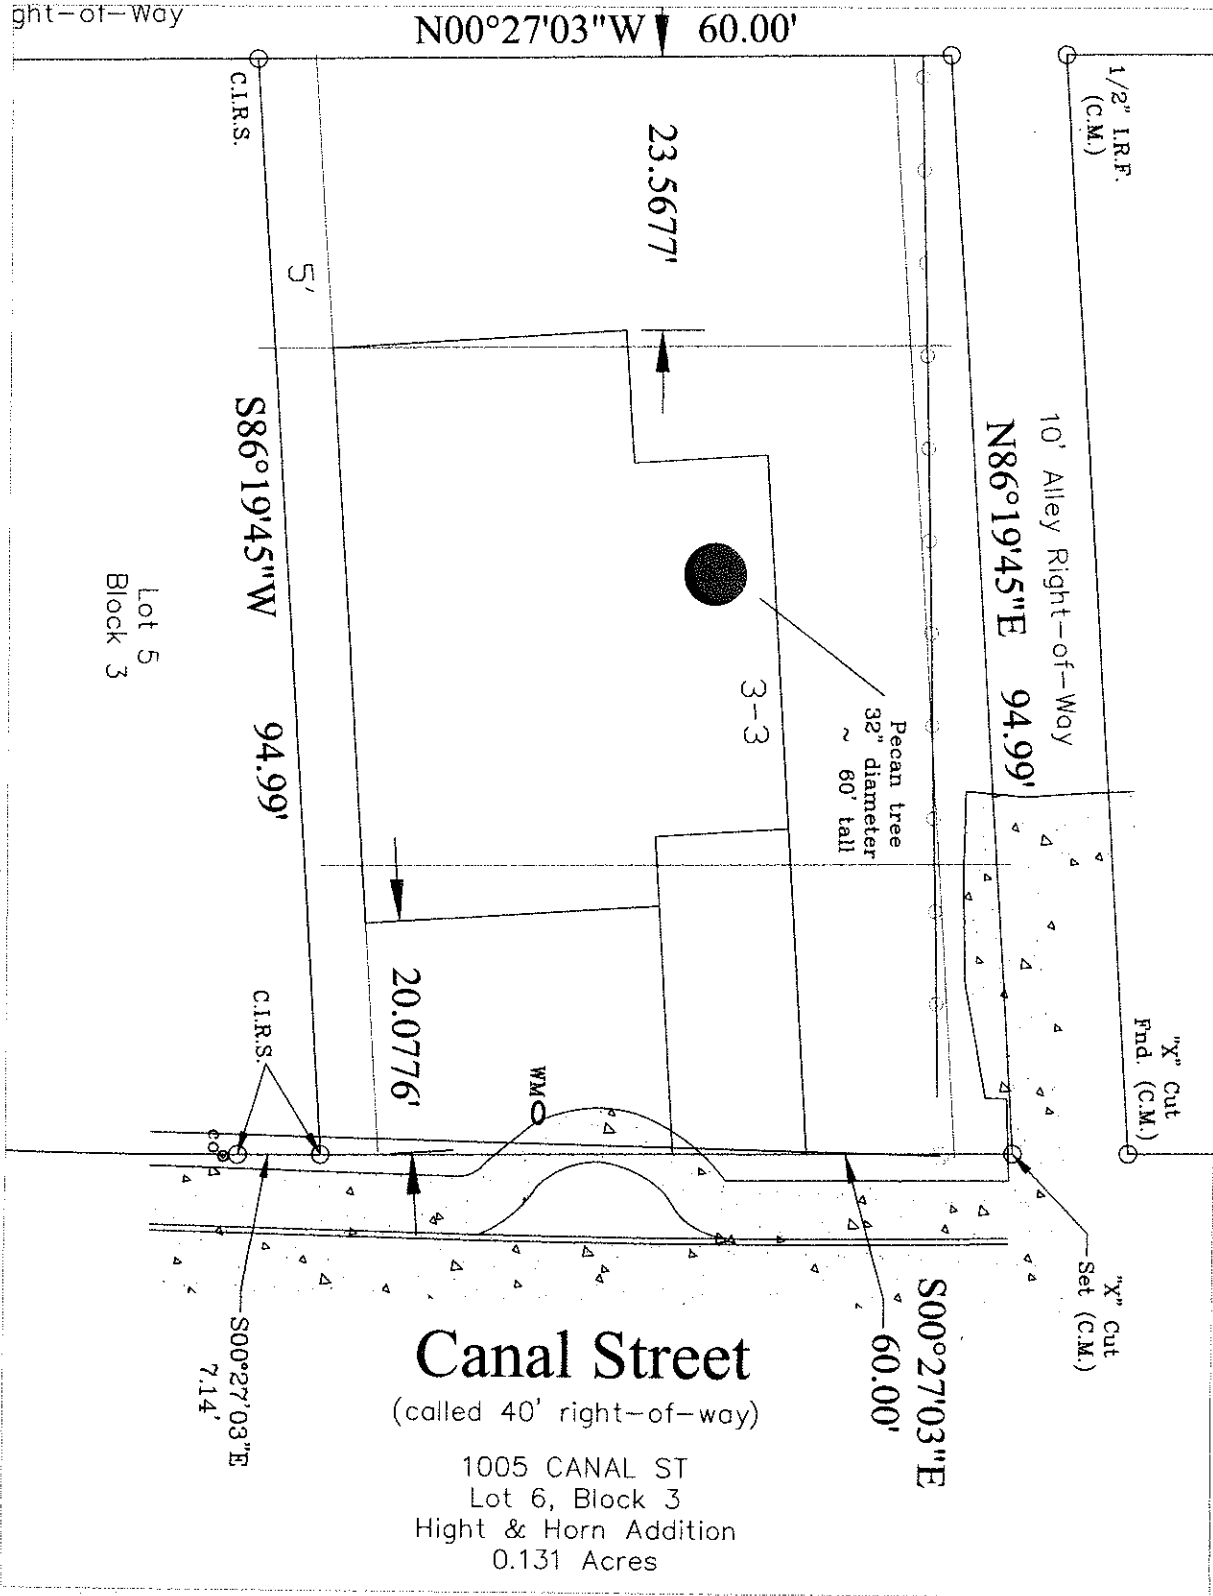 ght-of-Way
N00°27'03"W 60.00'
C.I.R.S.
1/2" I.R.F.
(C.M.)
23.5677'
5'
10' Alley Right-of-Way
N86°19'45"E 94.99'
S86°19'45"W 94.99'
Lot 5
Block 3
3-3
Pecan tree
32" diameter
~ 60' tall
20.0776'
C.I.R.S.
WM
"X" Cut
Fnd. (C.M.)
CO
"X" Cut
Set (C.M.)
S00°27'03"E
60.00'
S00°27'03"E
7.14'
Canal Street
(called 40' right-of-way)
1005 CANAL ST
Lot 6, Block 3
Hight & Horn Addition
0.131 Acres